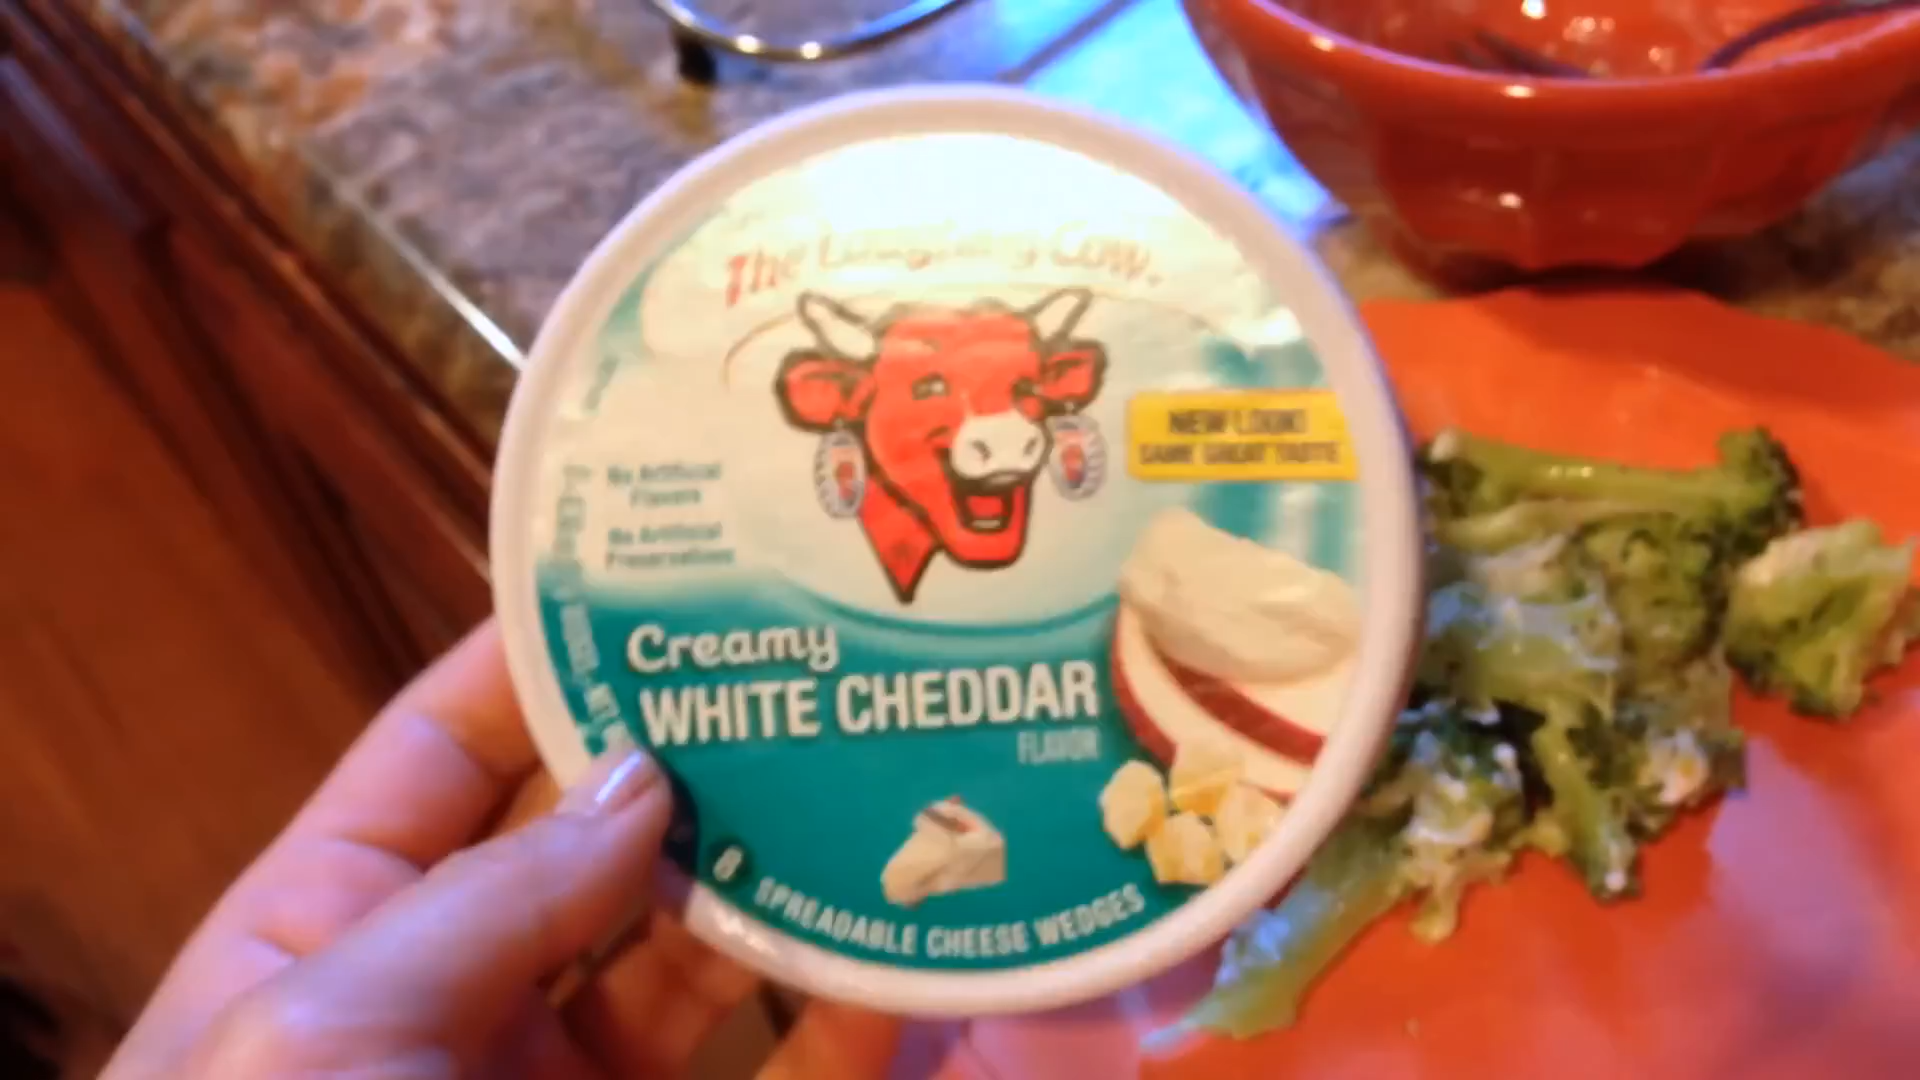 The Laughing Cow.
NEW LOOK!
SAME GREAT TASTE
No Artificial
Flavors
No Artificial
Preservatives
Creamy
WHITE CHEDDAR
FLAVOR
8 SPREADABLE CHEESE WEDGES